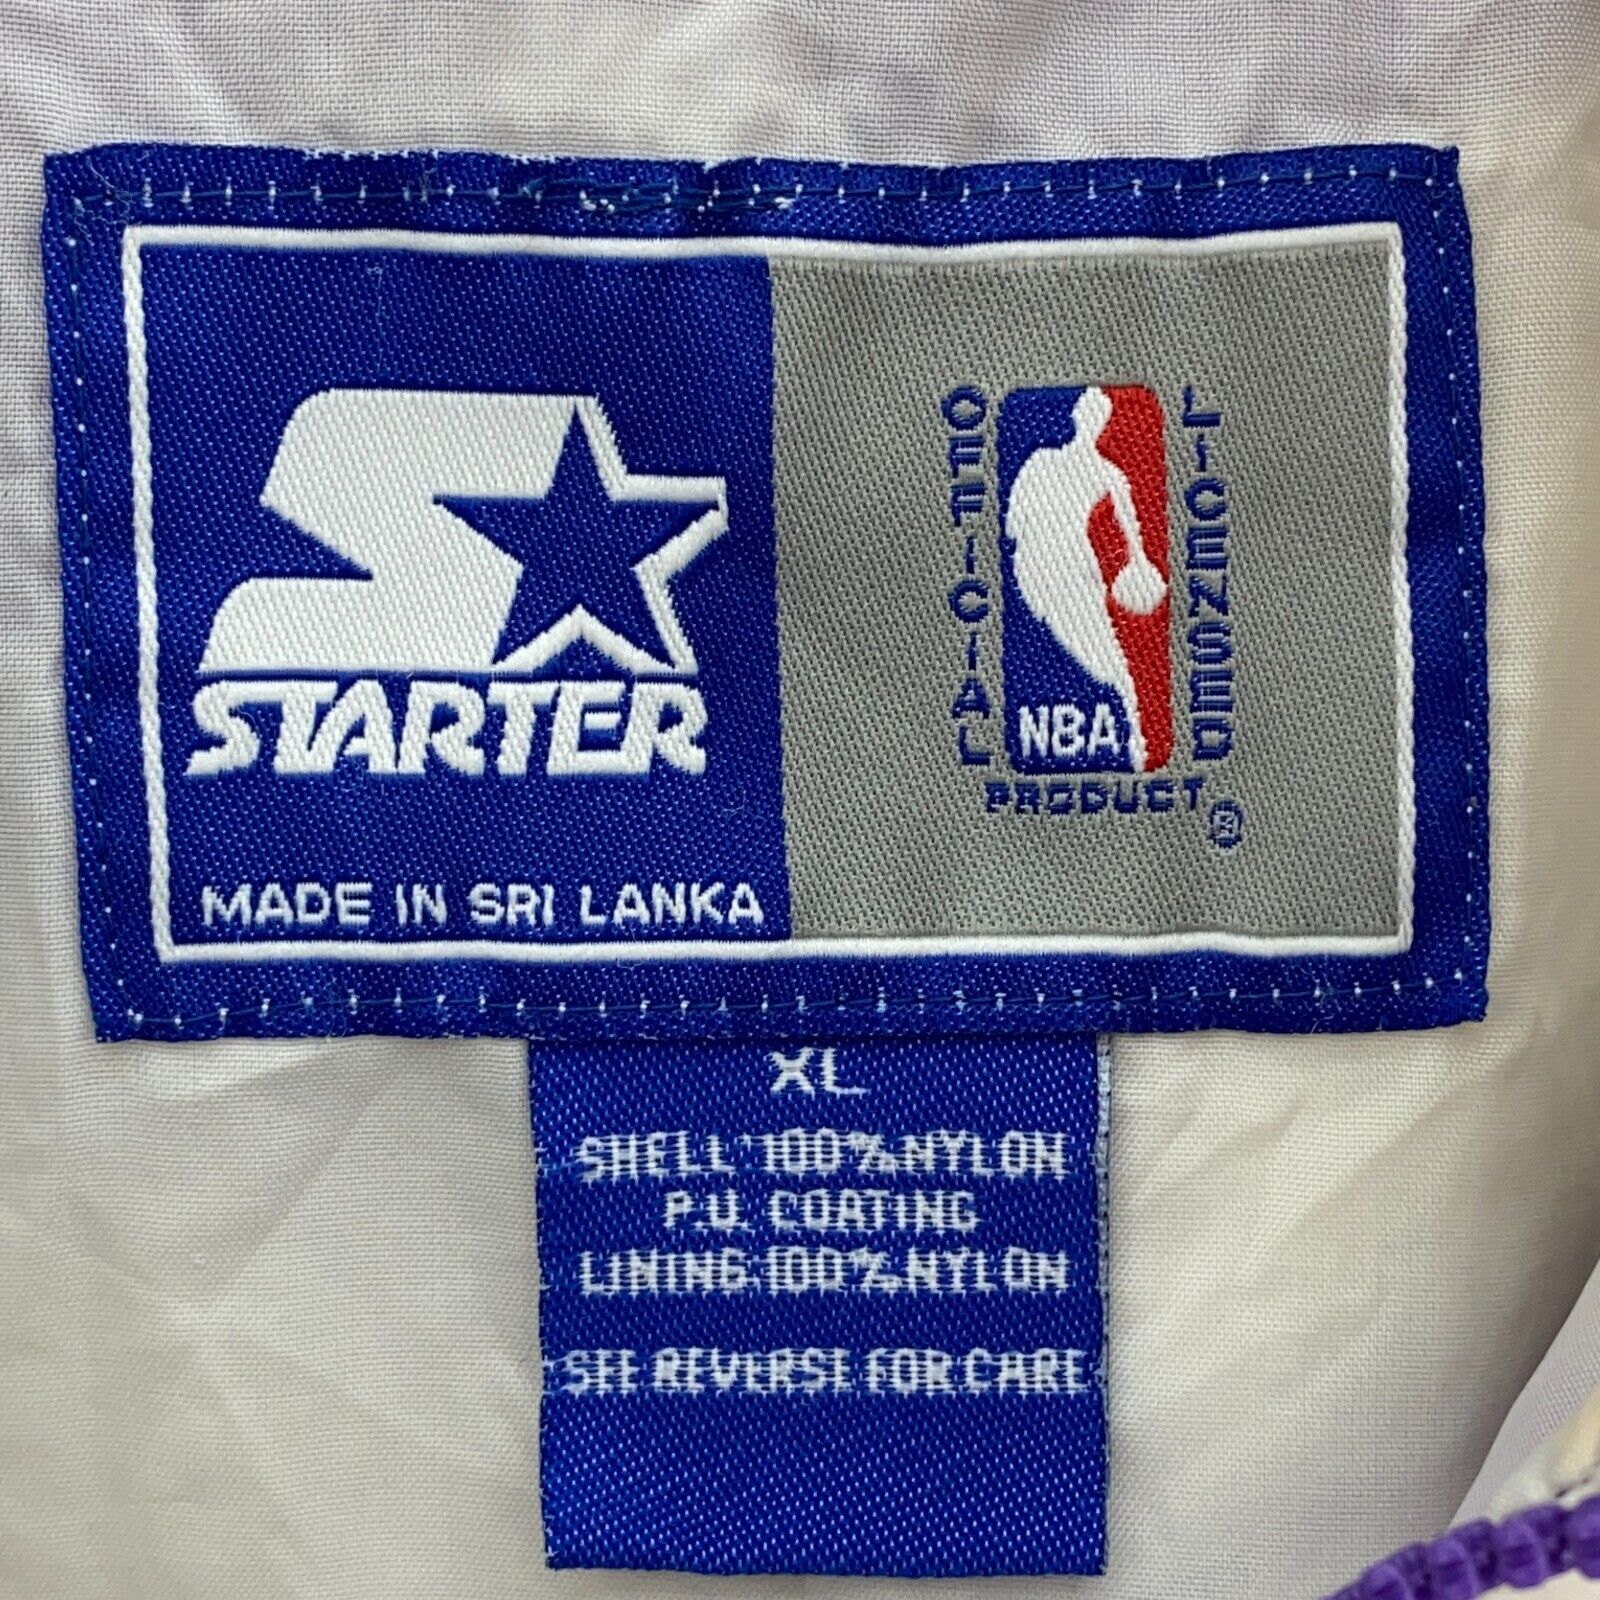 STARTER
MADE IN SRI LANKA
OFFICIAL
LICENSED
NBA
PRODUCT ®
XL
SHELL 100% NYLON
P.U. COATING
LINING 100% NYLON
SEE REVERSE FOR CARE